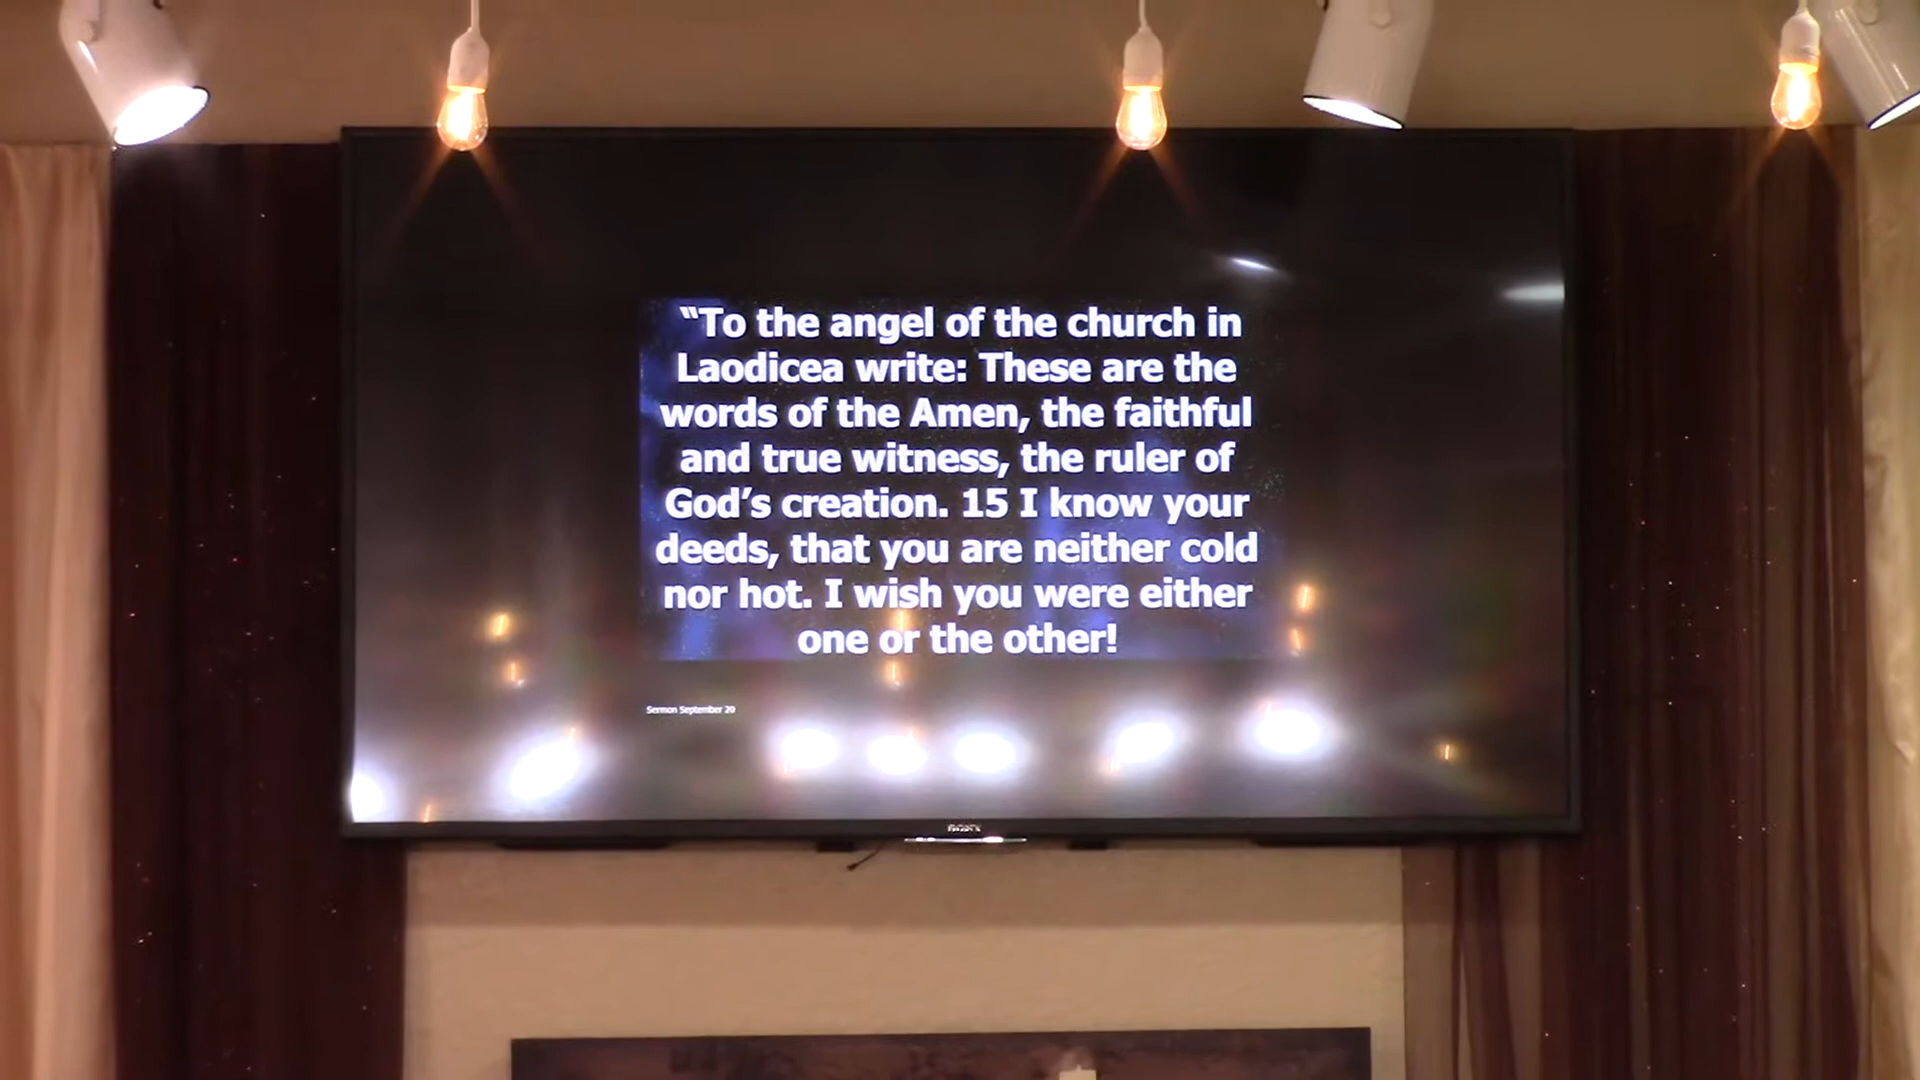 “To the angel of the church in
Laodicea write: These are the
words of the Amen, the faithful
and true witness, the ruler of
God’s creation. 15 I know your
deeds, that you are neither cold
nor hot. I wish you were either
one or the other!
Sermon September 20
SONY